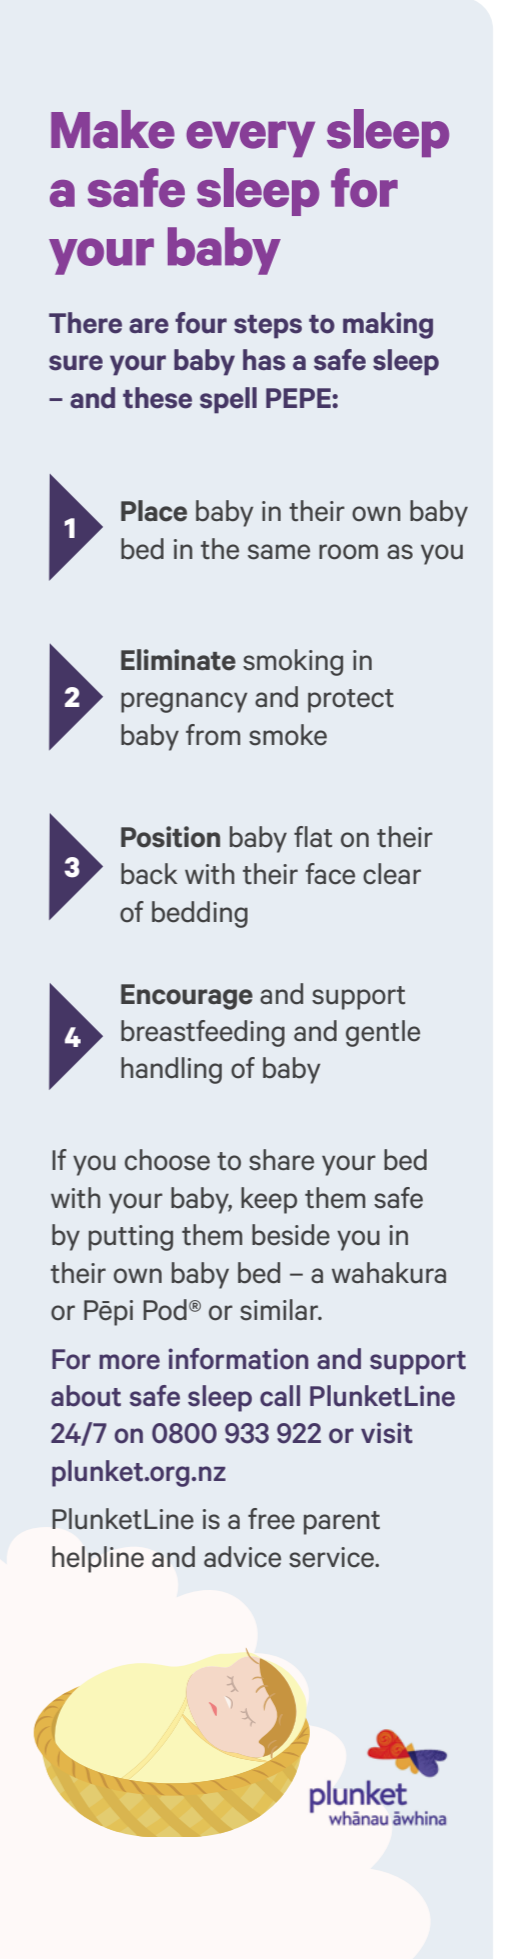 Make every sleep
a safe sleep for
your baby
There are four steps to making
sure your baby has a safe sleep
– and these spell PEPE:
1
Place baby in their own baby
bed in the same room as you
2
Eliminate smoking in
pregnancy and protect
baby from smoke
3
Position baby flat on their
back with their face clear
of bedding
4
Encourage and support
breastfeeding and gentle
handling of baby
If you choose to share your bed
with your baby, keep them safe
by putting them beside you in
their own baby bed – a wahakura
or Pēpi Pod® or similar.
For more information and support
about safe sleep call PlunketLine
24/7 on 0800 933 922 or visit
plunket.org.nz
PlunketLine is a free parent
helpline and advice service.
plunket
whānau āwhina